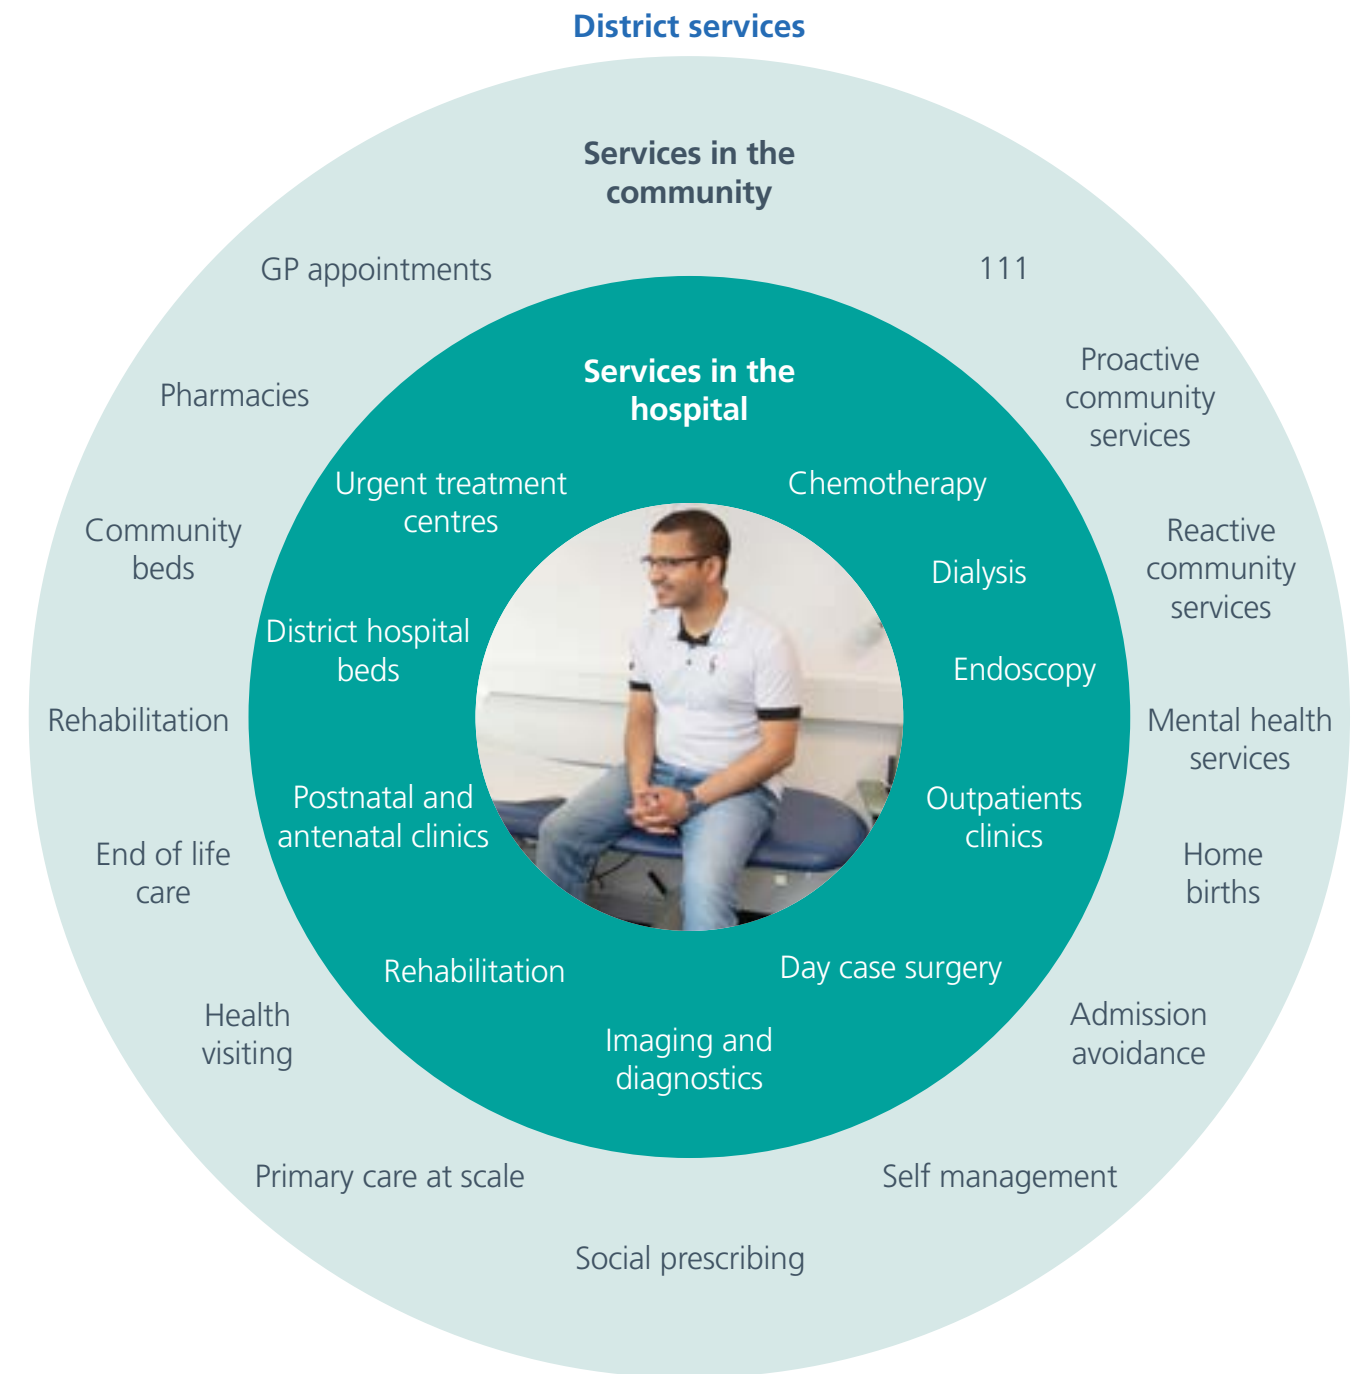 District services
Services in the
community
GP appointments
111
Pharmacies
Proactive
community
services
Community
beds
Reactive
community
services
Rehabilitation
Mental health
services
End of life
care
Home
births
Health
visiting
Admission
avoidance
Primary care at scale
Self management
Social prescribing
Services in the
hospital
Urgent treatment
centres
Chemotherapy
Dialysis
District hospital
beds
Endoscopy
Postnatal and
antenatal clinics
Outpatients
clinics
Rehabilitation
Day case surgery
Imaging and
diagnostics